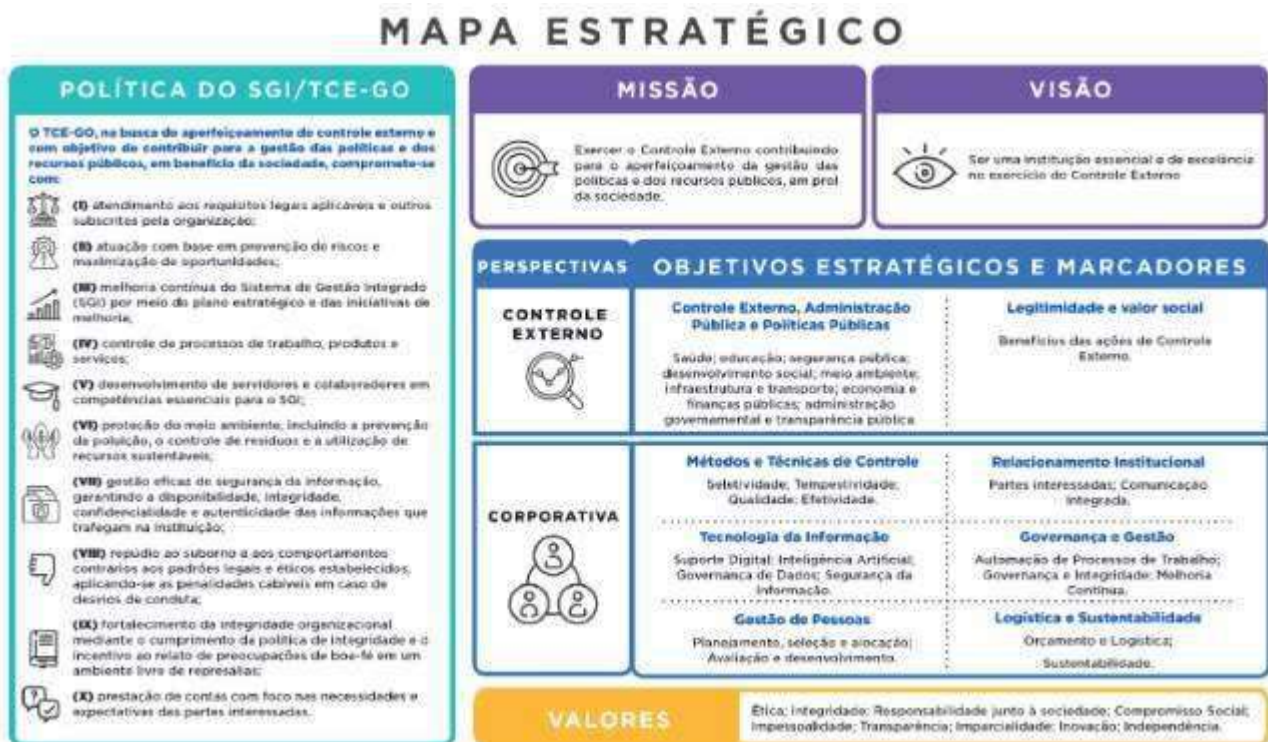 MAPA ESTRATÉGICO
POLÍTICA DO SGI/TCE-GO
O TCE-GO, na busca do aperfeiçoamento do controle externo e
com objetivo de contribuir para a gestão das políticas e dos
recursos públicos, em benefício da sociedade, compromete-se
com:
(I) atendimento aos requisitos legais aplicáveis e outros
subscritos pela organização;
(II) atuação com base em prevenção de riscos e
maximização de oportunidades;
(III) melhoria contínua do Sistema de Gestão Integrado
(SGI) por meio do plano estratégico e das iniciativas de
melhoria;
(IV) controle de processos de trabalho, produtos e
serviços;
(V) desenvolvimento de servidores e colaboradores em
competências essenciais para o SGI;
(VI) proteção do meio ambiente, incluindo a prevenção
da poluição, o controle de resíduos e a utilização de
recursos sustentáveis;
(VII) gestão eficaz de segurança da informação,
garantindo a disponibilidade, integridade,
confidencialidade e autenticidade das informações que
trafegam na instituição;
(VIII) repúdio ao suborno e aos comportamentos
contrários aos padrões legais e éticos estabelecidos,
aplicando-se as penalidades cabíveis em caso de
desvios de conduta;
(IX) fortalecimento da integridade organizacional
mediante o cumprimento da política de integridade e o
incentivo ao relato de preocupações de boa-fé em um
ambiente livre de represálias;
(X) prestação de contas com foco nas necessidades e
expectativas das partes interessadas.
MISSÃO
Exercer o Controle Externo contribuindo
para o aperfeiçoamento da gestão das
políticas e dos recursos públicos, em prol
da sociedade.
VISÃO
Ser uma instituição essencial e de excelência
no exercício do Controle Externo
PERSPECTIVAS
OBJETIVOS ESTRATÉGICOS E MARCADORES
CONTROLE
EXTERNO
Controle Externo, Administração
Pública e Políticas Públicas
Saúde; educação; segurança pública;
desenvolvimento social; meio ambiente;
infraestrutura e transporte; economia e
finanças públicas; administração
governamental e transparência pública
Legitimidade e valor social
Benefícios das ações de Controle
Externo.
CORPORATIVA
Métodos e Técnicas de Controle
Seletividade; Tempestividade;
Qualidade; Efetividade.
Relacionamento Institucional
Partes interessadas; Comunicação
Integrada.
Tecnologia da Informação
Suporte Digital; Inteligência Artificial;
Governança de Dados; Segurança da
Informação.
Governança e Gestão
Automação de Processos de Trabalho;
Governança e Integridade; Melhoria
Contínua.
Gestão de Pessoas
Planejamento, seleção e alocação;
Avaliação e desenvolvimento.
Logística e Sustentabilidade
Orçamento e Logística;
Sustentabilidade.
VALORES
Ética; Integridade; Responsabilidade junto à sociedade; Compromisso Social;
Impessoalidade; Transparência; Imparcialidade; Inovação; Independência.